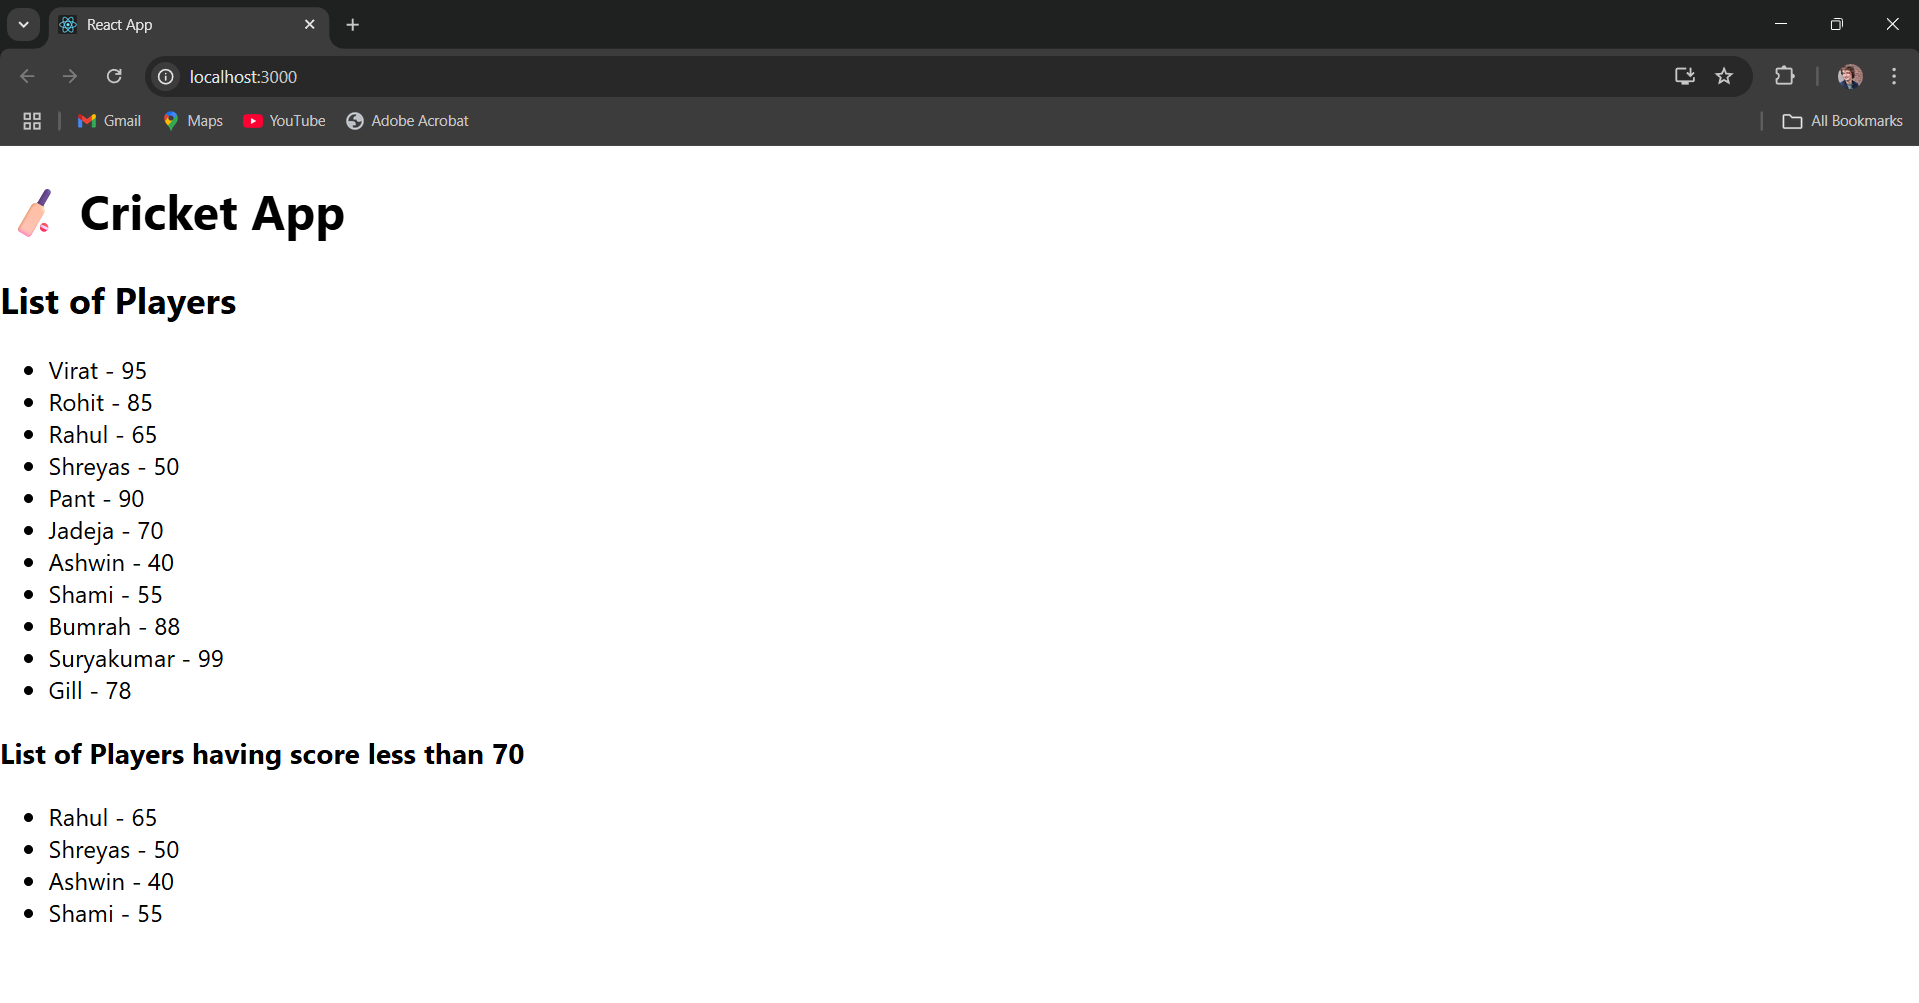 React App
localhost:3000
Gmail Maps YouTube Adobe Acrobat All Bookmarks
🏏 Cricket App
List of Players
• Virat - 95
• Rohit - 85
• Rahul - 65
• Shreyas - 50
• Pant - 90
• Jadeja - 70
• Ashwin - 40
• Shami - 55
• Bumrah - 88
• Suryakumar - 99
• Gill - 78
List of Players having score less than 70
• Rahul - 65
• Shreyas - 50
• Ashwin - 40
• Shami - 55